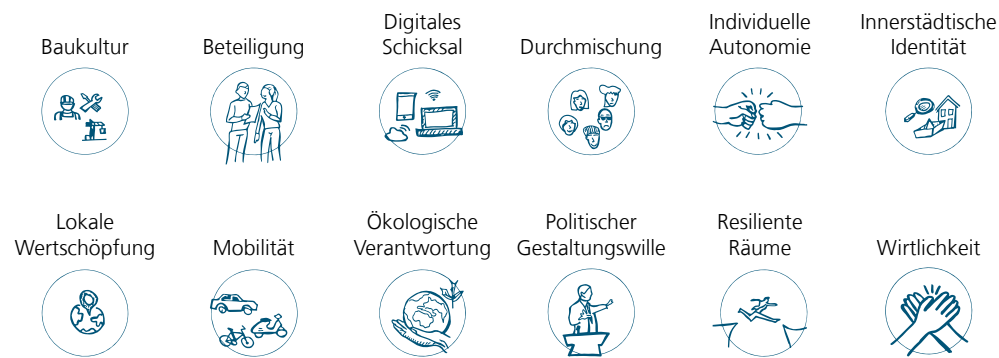 Baukultur
Beteiligung
Digitales
Schicksal
Durchmischung
Individuelle
Autonomie
Innerstädtische
Identität
Lokale
Wertschöpfung
Mobilität
Ökologische
Verantwortung
Politischer
Gestaltungswille
Resiliente
Räume
Wirtlichkeit